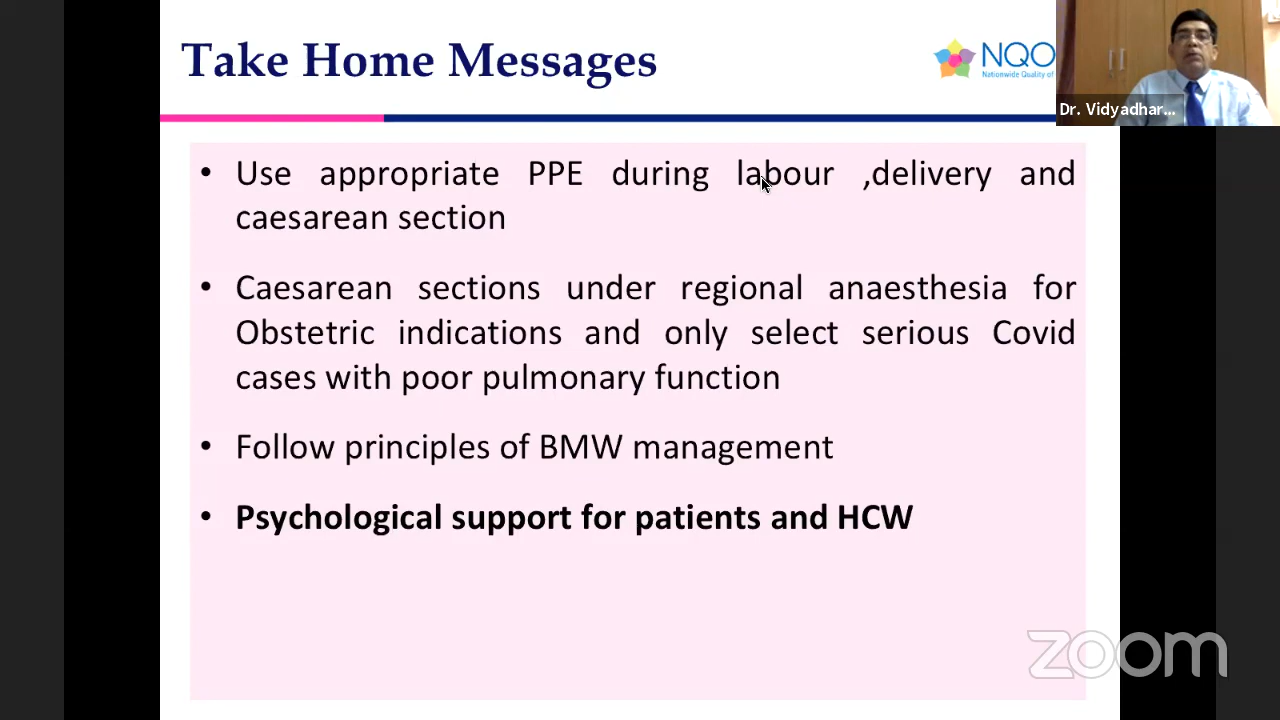 Take Home Messages
NQO
Nationwide Quality of
Dr. Vidyadhar...
• Use appropriate PPE during labour ,delivery and
caesarean section
• Caesarean sections under regional anaesthesia for
Obstetric indications and only select serious Covid
cases with poor pulmonary function
• Follow principles of BMW management
• Psychological support for patients and HCW
zoom